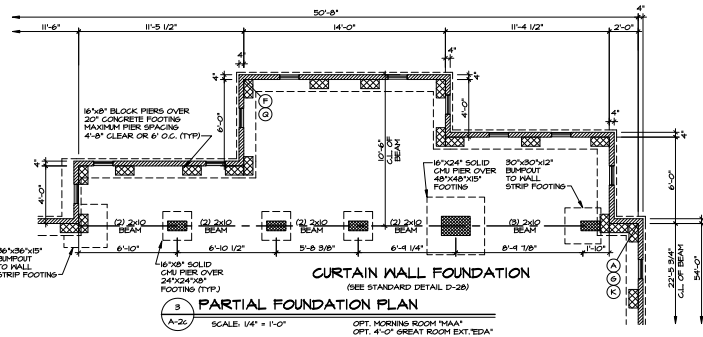 50'-8"
11'-6"
11'-5 1/2"
14'-0"
11'-4 1/2"
2'-0"
4"
4"
4"
4"
4"
4"
F
G
16"x8" BLOCK PIERS OVER
20" CONCRETE FOOTING
MAXIMUM PIER SPACING
4'-8" CLEAR OR 6' O.C. (TYP.)
6'-0"
10'-6"
C.L. OF BEAM
4'-0"
4"
4"
16"X24" SOLID
CMU PIER OVER
48"X48"X15"
FOOTING
30"x30"x12"
BUMPOUT
TO WALL
STRIP FOOTING
4'-0"
6'-0"
(2) 2x10
BEAM
(2) 2x10
BEAM
(2) 2x10
BEAM
(2) 2x10
BEAM
(3) 2x10
BEAM
6'-10"
6'-10 1/2"
5'-8 3/8"
6'-9 1/4"
8'-9 7/8"
1'-10"
36"x36"x15"
BUMPOUT
TO WALL
STRIP FOOTING
16"X8" SOLID
CMU PIER OVER
24"X24"X8"
FOOTING (TYP.)
A
G
K
22'-5 3/4"
C.L. OF BEAM
54'-0"
CURTAIN WALL FOUNDATION
(SEE STANDARD DETAIL D-28)
3
A-2c
PARTIAL FOUNDATION PLAN
SCALE: 1/4" = 1'-0"
OPT. MORNING ROOM "MAA"
OPT. 4'-0" GREAT ROOM EXT."EDA"